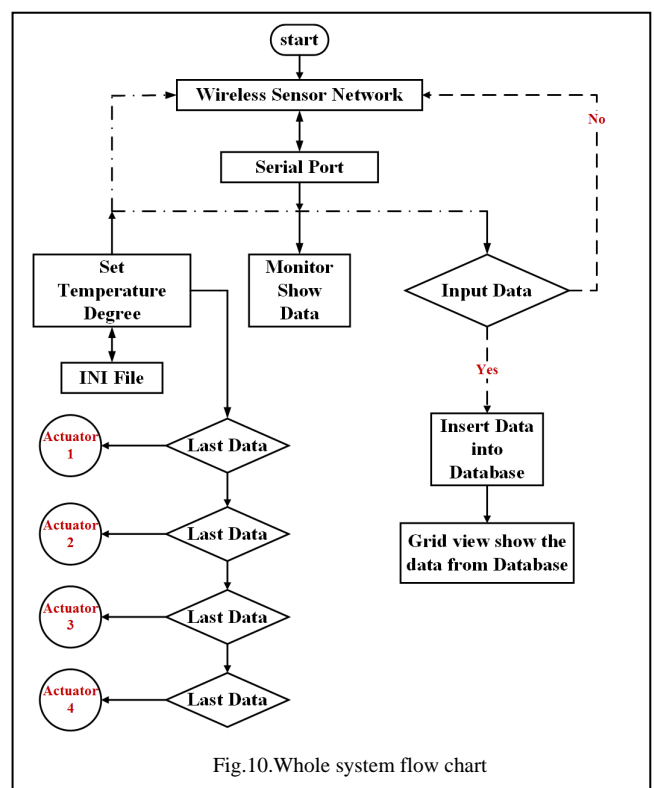 start
Wireless Sensor Network
No
Serial Port
Set
Temperature
Degree
Monitor
Show
Data
Input Data
INI File
Yes
Insert Data
into
Database
Actuator
1
Last Data
Actuator
2
Last Data
Grid view show the
data from Database
Actuator
3
Last Data
Actuator
4
Last Data
Fig.10.Whole system flow chart